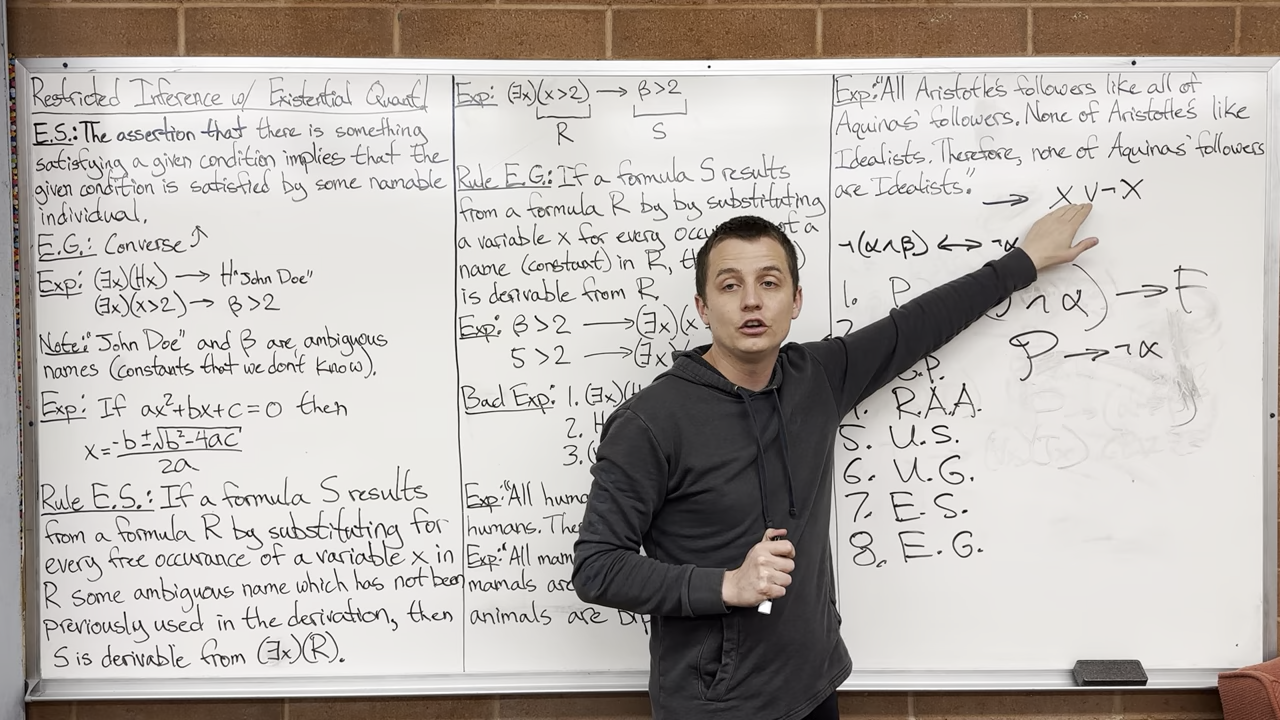 Restricted Inference w/ Existential Quant.
E.S.: The assertion that there is something
satisfying a given condition implies that the
given condition is satisfied by some namable
individual.
E.G.: Converse ↑
Exp: (∃x)(Hx) → H"John Doe"
(∃x)(x>2) → β>2
Note: "John Doe" and β are ambiguous
names (constants that we don't know).
Exp: If ax²+bx+c=0 then
x = -b±√b²-4ac
2a
Rule E.S.: If a formula S results
from a formula R by substituting for
every free occurance of a variable x in
R some ambiguous name which has not been
previously used in the derivation, then
S is derivable from (∃x)(R).
Exp: (∃x)(x>2) → β>2
R S
Rule E.G.: If a formula S results
from a formula R by by substituting
a variable x for every of a
name (constant) in R,
is derivable from R.
Exp: β>2 → (∃x)(x
5>2 → (∃x)
Bad Exp: 1. (∃x)(H
2. H
3. (
Exp: "All huma
humans. The
Exp: "All mam
mamals are
animals are
Exp: "All Aristotle's followers like all of
Aquinas' followers. None of Aristotle's like
Idealists. Therefore, none of Aquinas' followers
are Idealists."
→ X ∨ ¬X
¬(α∧β) ↔ ¬α
1. P.
∧ α) → F
P → ¬α
R.A.A.
5. U.S.
6. U.G.
7. E.S.
8. E.G.